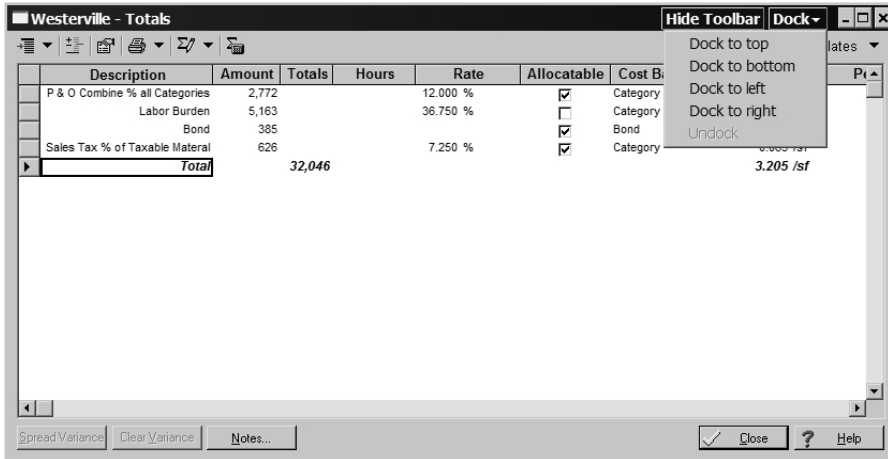 Westerville - Totals Hide Toolbar Dock
lates
Dock to top
Dock to bottom
Dock to left
Dock to right
Undock
Description Amount Totals Hours Rate Allocatable
P & O Combine % all Categories 2,772 12.000 % Category
Labor Burden 5,163 36.750 % Category
Bond 385 Bond
Sales Tax % of Taxable Materal 626 7.250 % Category
Total 32,046 3.205 /sf
Spread Variance Clear Variance Notes... Close Help